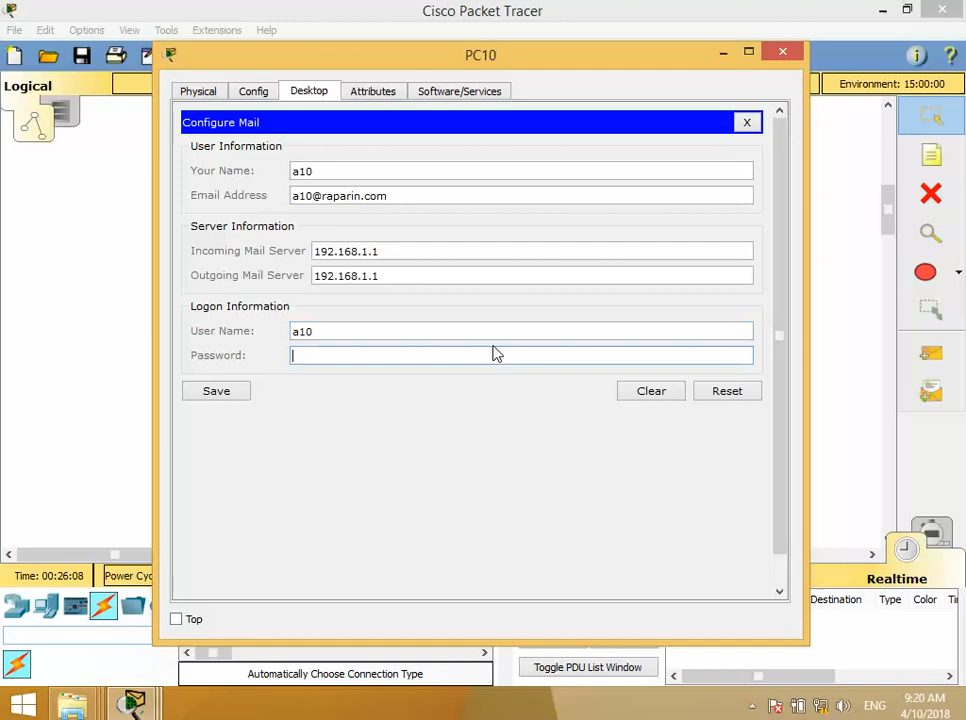 Cisco Packet Tracer
File Edit Options View Tools Extensions Help
PC10
Logical
Environment: 15:00:00
Physical Config Desktop Attributes Software/Services
Configure Mail X
User Information
Your Name: a10
Email Address a10@raparin.com
Server Information
Incoming Mail Server 192.168.1.1
Outgoing Mail Server 192.168.1.1
Logon Information
User Name: a10
Password:
Save Clear Reset
Time: 00:26:08 Power Cyc
Realtime
Destination Type Color
Top
Automatically Choose Connection Type
Toggle PDU List Window
ENG
9:20 AM
4/10/2018